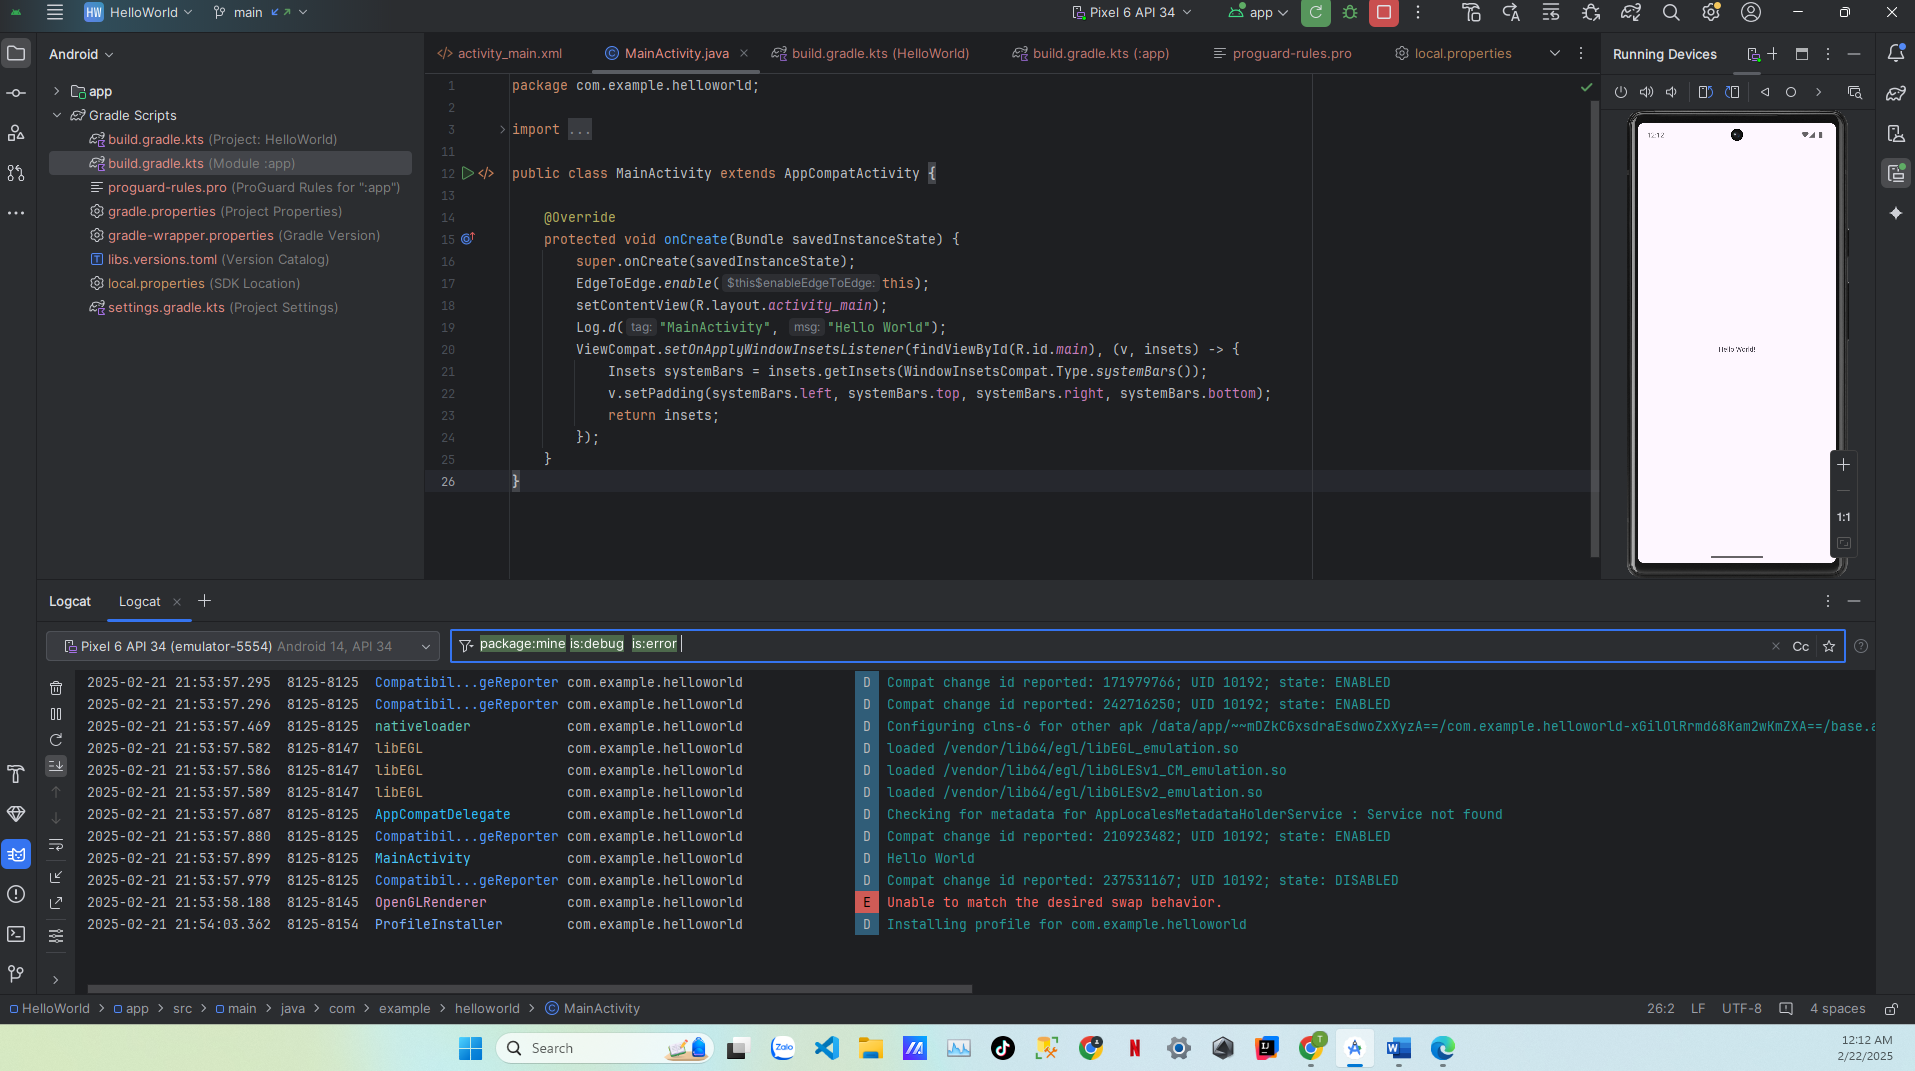 HW HelloWorld main Pixel 6 API 34 app
Android
app
Gradle Scripts
build.gradle.kts (Project: HelloWorld)
build.gradle.kts (Module :app)
proguard-rules.pro (ProGuard Rules for ":app")
gradle.properties (Project Properties)
gradle-wrapper.properties (Gradle Version)
libs.versions.toml (Version Catalog)
local.properties (SDK Location)
settings.gradle.kts (Project Settings)
activity_main.xml MainActivity.java build.gradle.kts (HelloWorld) build.gradle.kts (:app) proguard-rules.pro local.properties
1 package com.example.helloworld;
2
3 import ...
11
12 public class MainActivity extends AppCompatActivity {
13
14 @Override
15 protected void onCreate(Bundle savedInstanceState) {
16 super.onCreate(savedInstanceState);
17 EdgeToEdge.enable( $this$enableEdgeToEdge: this);
18 setContentView(R.layout.activity_main);
19 Log.d( tag: "MainActivity", msg: "Hello World");
20 ViewCompat.setOnApplyWindowInsetsListener(findViewById(R.id.main), (v, insets) -> {
21 Insets systemBars = insets.getInsets(WindowInsetsCompat.Type.systemBars());
22 v.setPadding(systemBars.left, systemBars.top, systemBars.right, systemBars.bottom);
23 return insets;
24 });
25 }
26 }
Running Devices
12:12
Hello World!
1:1
Logcat Logcat
Pixel 6 API 34 (emulator-5554) Android 14, API 34
package:mine is:debug is:error
Cc
2025-02-21 21:53:57.295 8125-8125 Compatibil...geReporter com.example.helloworld D Compat change id reported: 171979766; UID 10192; state: ENABLED
2025-02-21 21:53:57.296 8125-8125 Compatibil...geReporter com.example.helloworld D Compat change id reported: 242716250; UID 10192; state: ENABLED
2025-02-21 21:53:57.469 8125-8125 nativeloader com.example.helloworld D Configuring clns-6 for other apk /data/app/~~mDZkCGxsdraEsdwoZxXyzA==/com.example.helloworld-xGilOlRrmd68Kam2wKmZXA==/base.a
2025-02-21 21:53:57.582 8125-8147 libEGL com.example.helloworld D loaded /vendor/lib64/egl/libEGL_emulation.so
2025-02-21 21:53:57.586 8125-8147 libEGL com.example.helloworld D loaded /vendor/lib64/egl/libGLESv1_CM_emulation.so
2025-02-21 21:53:57.589 8125-8147 libEGL com.example.helloworld D loaded /vendor/lib64/egl/libGLESv2_emulation.so
2025-02-21 21:53:57.687 8125-8125 AppCompatDelegate com.example.helloworld D Checking for metadata for AppLocalesMetadataHolderService : Service not found
2025-02-21 21:53:57.880 8125-8125 Compatibil...geReporter com.example.helloworld D Compat change id reported: 210923482; UID 10192; state: ENABLED
2025-02-21 21:53:57.899 8125-8125 MainActivity com.example.helloworld D Hello World
2025-02-21 21:53:57.979 8125-8125 Compatibil...geReporter com.example.helloworld D Compat change id reported: 237531167; UID 10192; state: DISABLED
2025-02-21 21:53:58.188 8125-8145 OpenGLRenderer com.example.helloworld E Unable to match the desired swap behavior.
2025-02-21 21:54:03.362 8125-8154 ProfileInstaller com.example.helloworld D Installing profile for com.example.helloworld
HelloWorld > app > src > main > java > com > example > helloworld > MainActivity
26:2 LF UTF-8 4 spaces
Search
Zalo
12:12 AM
2/22/2025